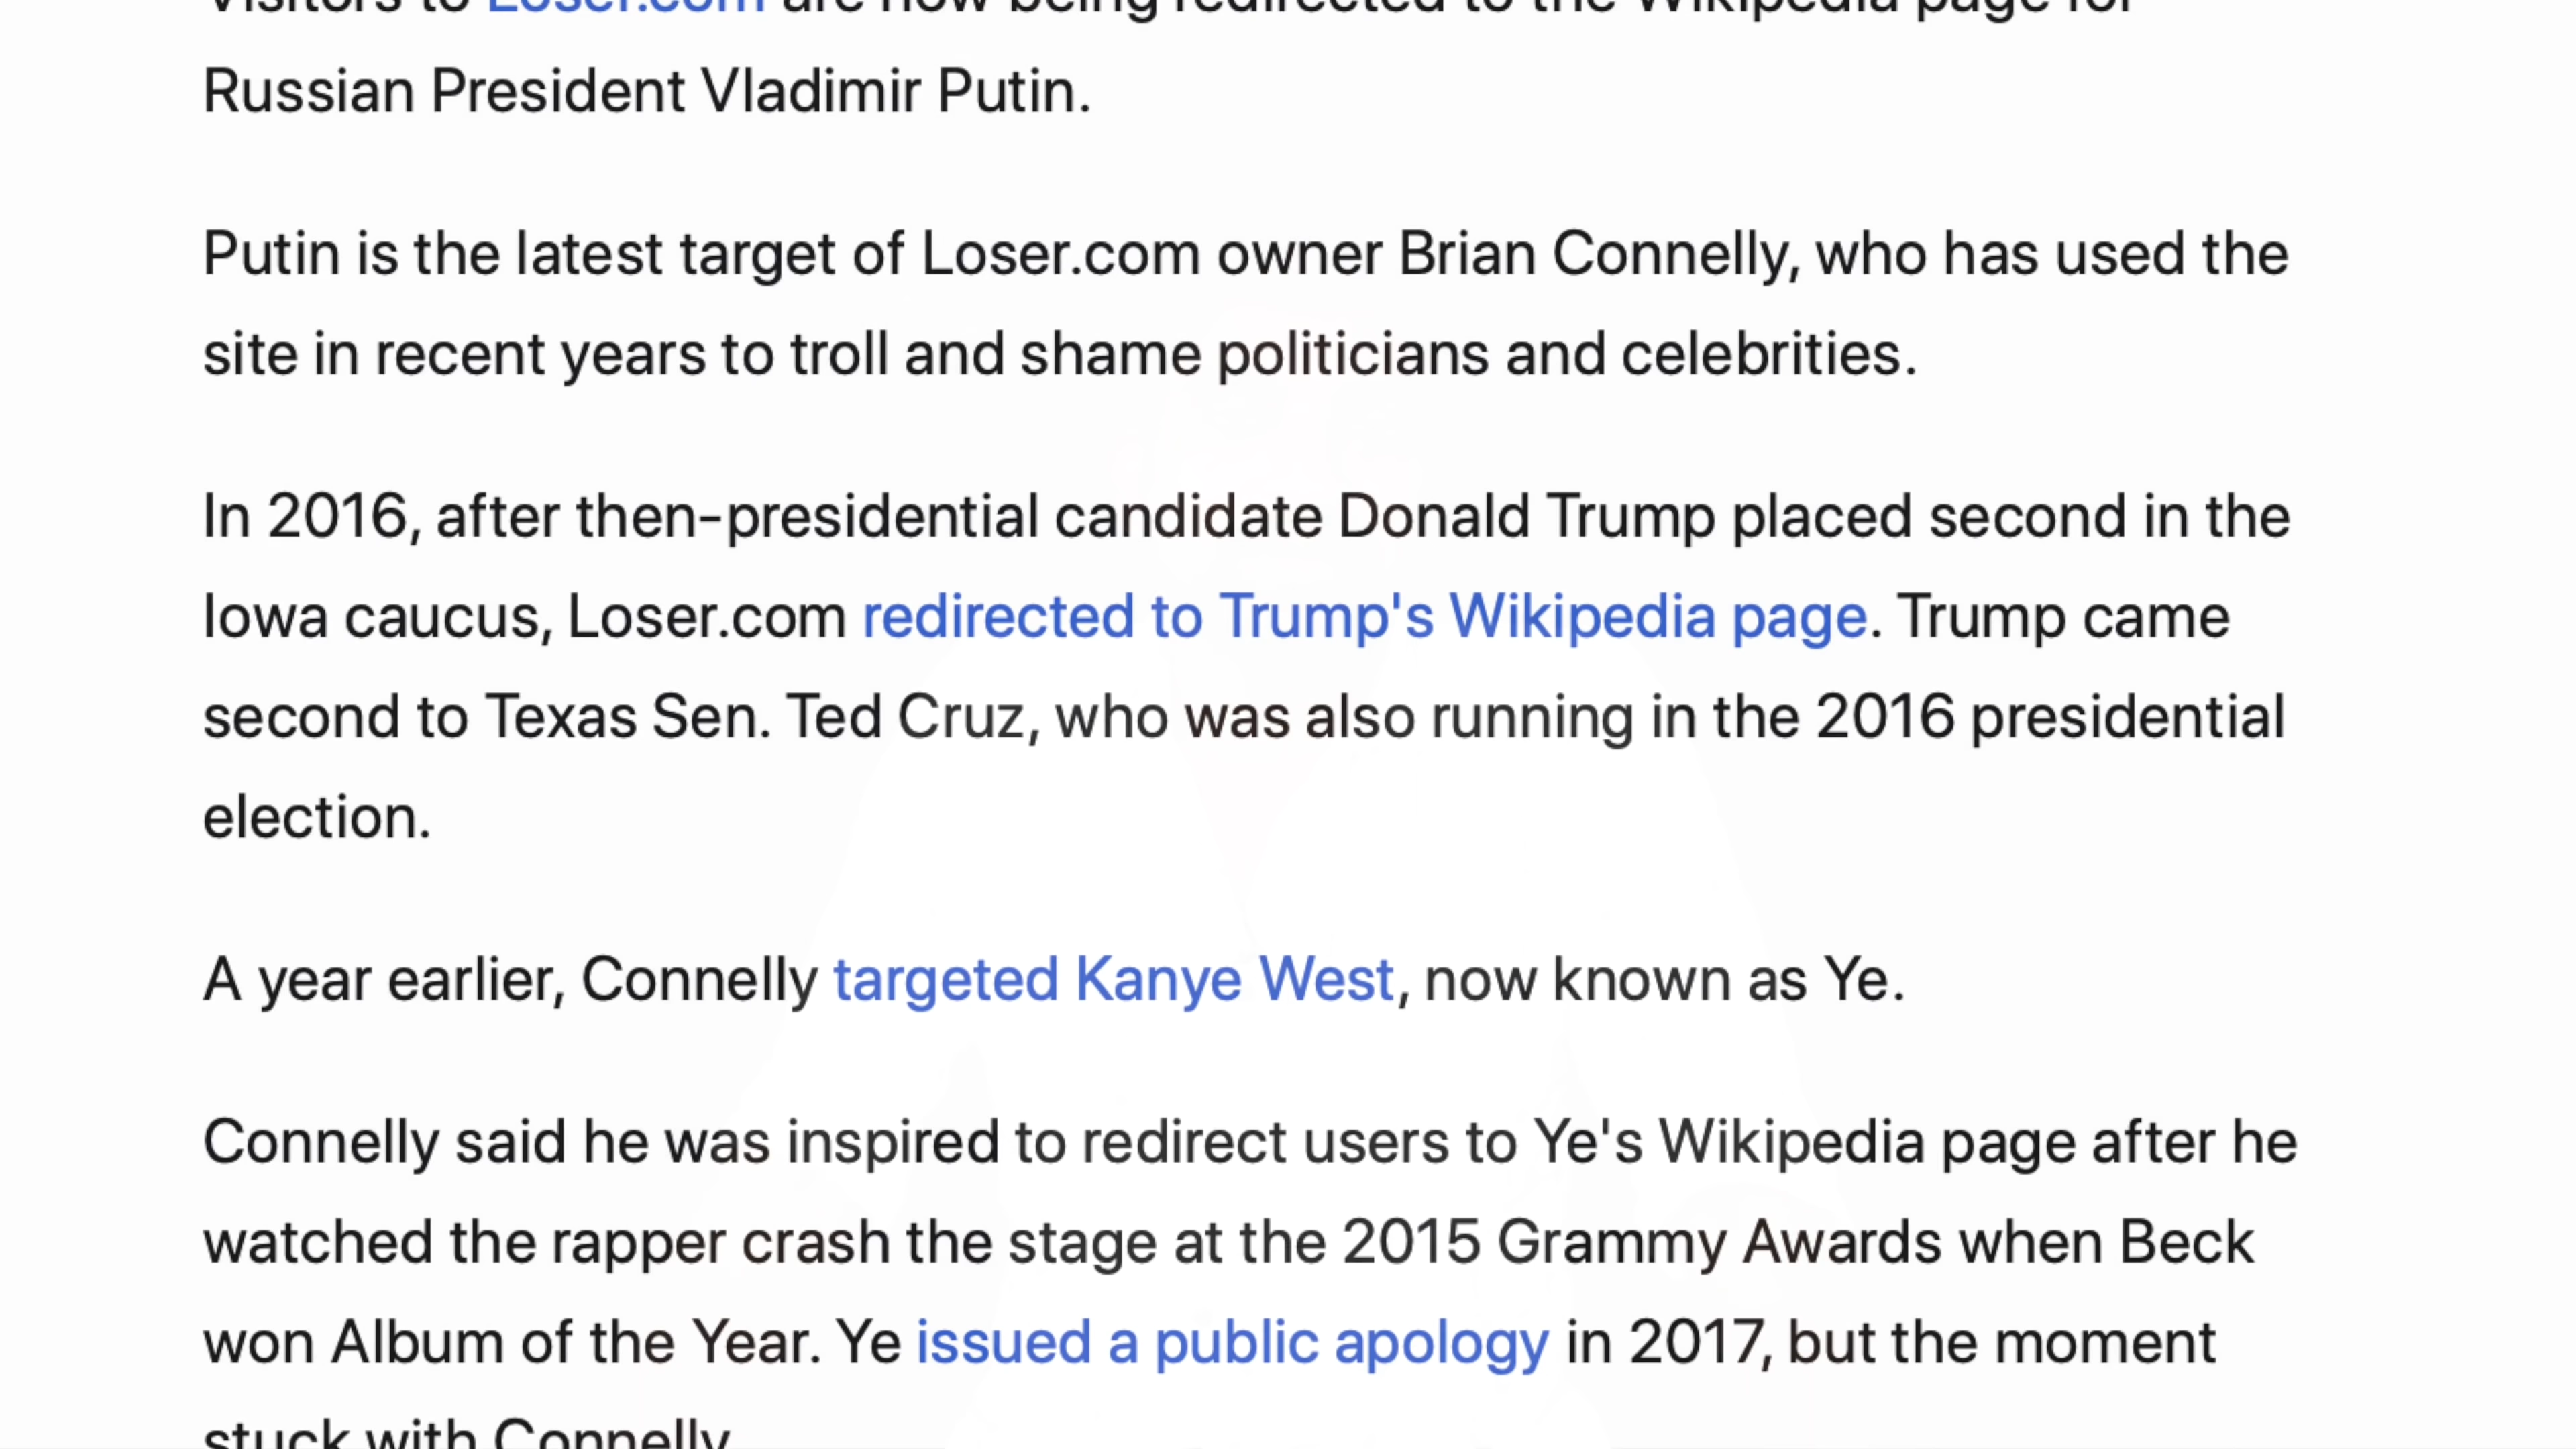 Visitors to Loser.com are now being redirected to the Wikipedia page for
Russian President Vladimir Putin.
Putin is the latest target of Loser.com owner Brian Connelly, who has used the
site in recent years to troll and shame politicians and celebrities.
In 2016, after then-presidential candidate Donald Trump placed second in the
Iowa caucus, Loser.com redirected to Trump's Wikipedia page. Trump came
second to Texas Sen. Ted Cruz, who was also running in the 2016 presidential
election.
A year earlier, Connelly targeted Kanye West, now known as Ye.
Connelly said he was inspired to redirect users to Ye's Wikipedia page after he
watched the rapper crash the stage at the 2015 Grammy Awards when Beck
won Album of the Year. Ye issued a public apology in 2017, but the moment
stuck with Connelly